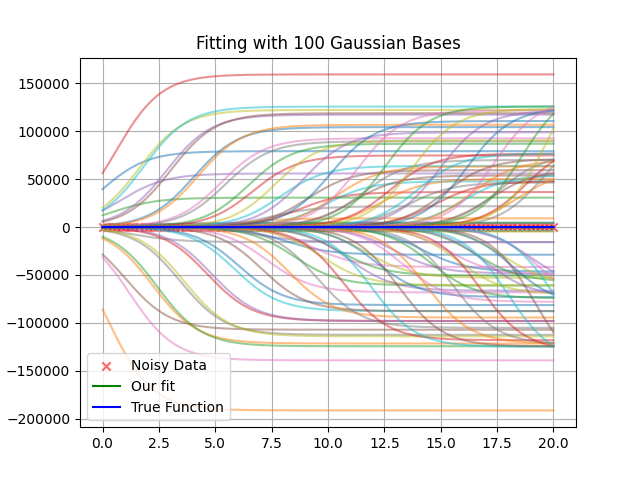 Fitting with 100 Gaussian Bases
150000
100000
50000
0
−50000
−100000
−150000
−200000
Noisy Data
Our fit
True Function
0.0 2.5 5.0 7.5 10.0 12.5 15.0 17.5 20.0